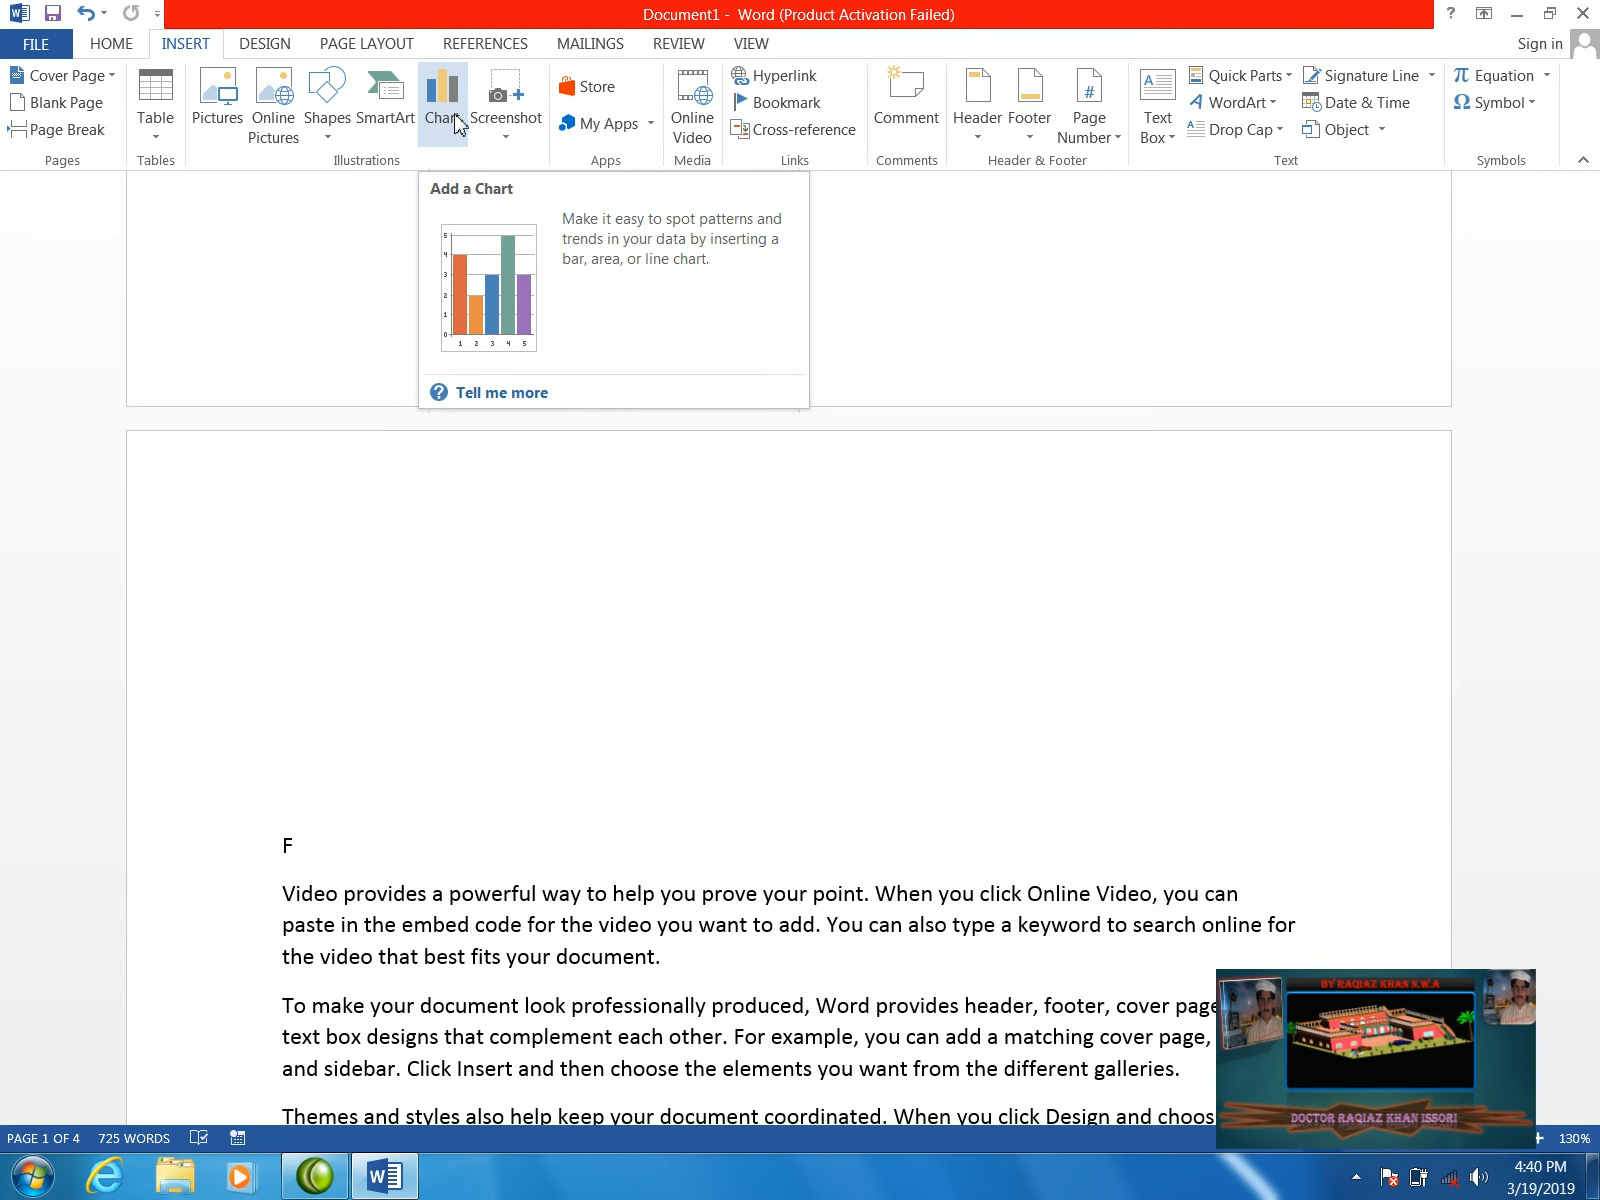 Document1 - Word (Product Activation Failed)
?
FILE HOME INSERT DESIGN PAGE LAYOUT REFERENCES MAILINGS REVIEW VIEW Sign in
Cover Page
Blank Page
Page Break
Pages
Table
Tables
Pictures
Online Pictures
Shapes
SmartArt
Chart
Screenshot
Illustrations
Store
My Apps
Apps
Online Video
Media
Hyperlink
Bookmark
Cross-reference
Links
Comment
Comments
Header
Footer
Page Number
Header & Footer
Text Box
Quick Parts
WordArt
Drop Cap
Signature Line
Date & Time
Object
Text
Equation
Symbol
Symbols
Add a Chart
Make it easy to spot patterns and
trends in your data by inserting a
bar, area, or line chart.
5
4
3
2
1
0
1 2 3 4 5
Tell me more
F
Video provides a powerful way to help you prove your point. When you click Online Video, you can
paste in the embed code for the video you want to add. You can also type a keyword to search online for
the video that best fits your document.
To make your document look professionally produced, Word provides header, footer, cover page
text box designs that complement each other. For example, you can add a matching cover page,
and sidebar. Click Insert and then choose the elements you want from the different galleries.
Themes and styles also help keep your document coordinated. When you click Design and choos
BY RAQIAZ KHAN N.W.A
DOCTOR RAQIAZ KHAN ISSORI
PAGE 1 OF 4 725 WORDS 130%
4:40 PM
3/19/2019